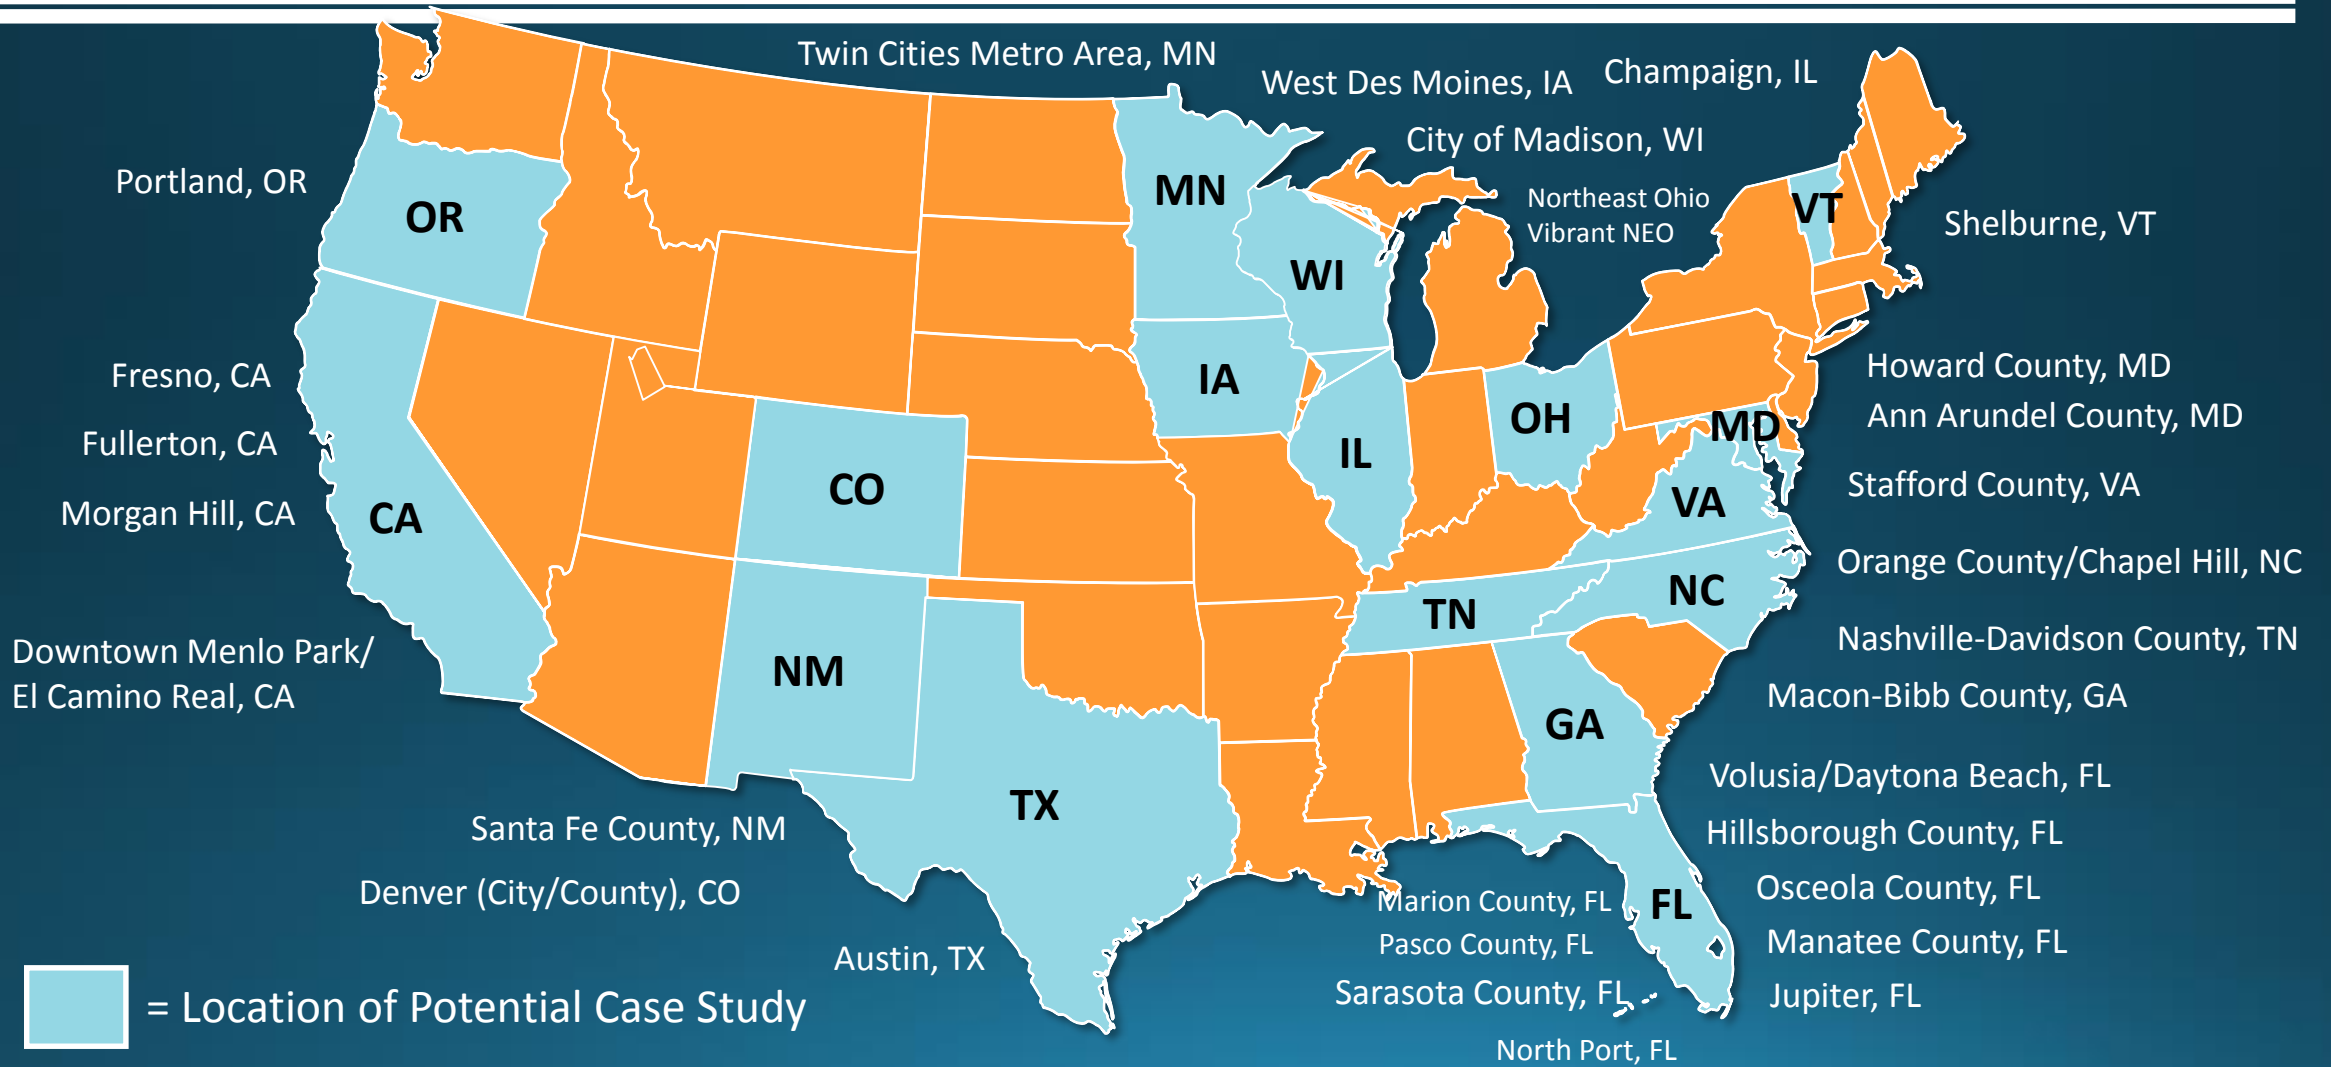 Twin Cities Metro Area, MN
West Des Moines, IA
Champaign, IL
City of Madison, WI
Portland, OR
Northeast Ohio
Vibrant NEO
Shelburne, VT
OR
MN
VT
WI
Fresno, CA
Fullerton, CA
Morgan Hill, CA
Downtown Menlo Park/
El Camino Real, CA
IA
OH
MD
IL
CO
CA
VA
TN
NC
NM
GA
TX
FL
Howard County, MD
Ann Arundel County, MD
Stafford County, VA
Orange County/Chapel Hill, NC
Nashville-Davidson County, TN
Macon-Bibb County, GA
Volusia/Daytona Beach, FL
Hillsborough County, FL
Osceola County, FL
Manatee County, FL
Jupiter, FL
Santa Fe County, NM
Denver (City/County), CO
Austin, TX
Marion County, FL
Pasco County, FL
Sarasota County, FL
North Port, FL
= Location of Potential Case Study